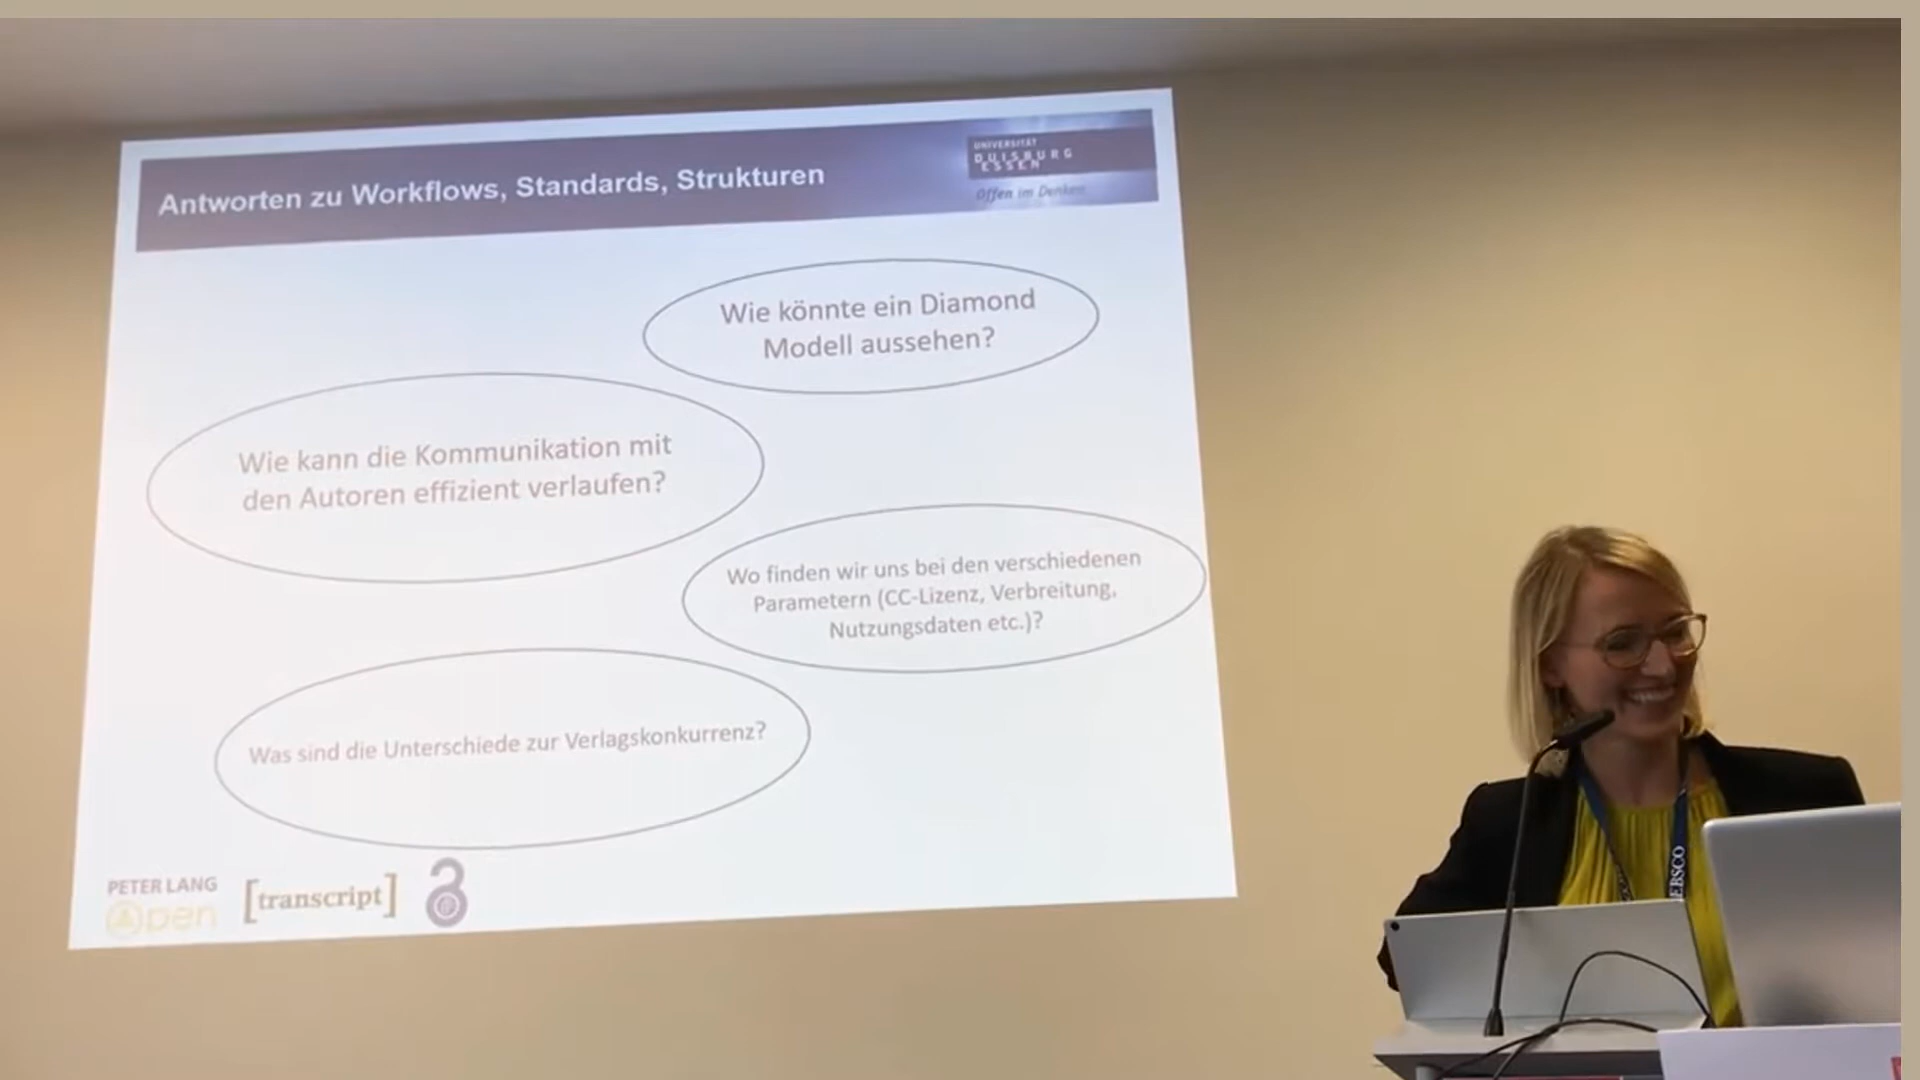 Antworten zu Workflows, Standards, Strukturen
UNIVERSITÄT
DUISBURG
ESSEN
Offen im Denken
Wie könnte ein Diamond
Modell aussehen?
Wie kann die Kommunikation mit
den Autoren effizient verlaufen?
Wo finden wir uns bei den verschiedenen
Parametern (CC-Lizenz, Verbreitung,
Nutzungsdaten etc.)?
Was sind die Unterschiede zur Verlagskonkurrenz?
PETER LANG
Open
[transcript]
EBSCO